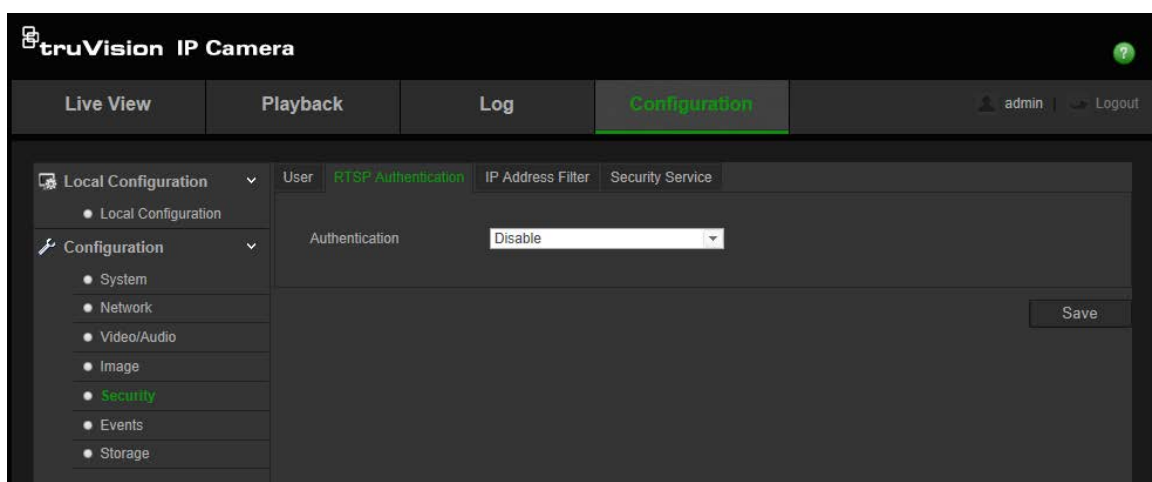 truVision IP Camera
?
Live View Playback Log Configuration admin | Logout
Local Configuration
Local Configuration
Configuration
System
Network
Video/Audio
Image
Security
Events
Storage
User RTSP Authentication IP Address Filter Security Service
Authentication Disable
Save